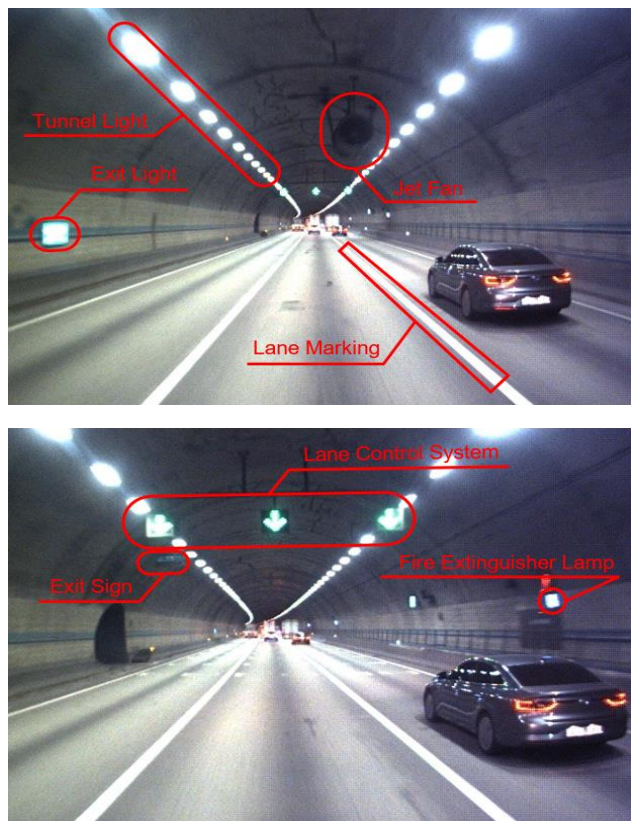 Tunnel Light
Exit Light
Jet Fan
Lane Marking
Lane Control System
Exit Sign
Fire Extinguisher Lamp